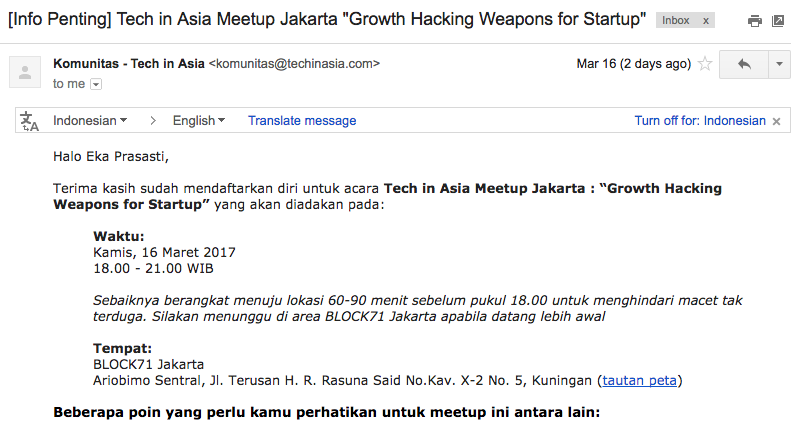 [Info Penting] Tech in Asia Meetup Jakarta "Growth Hacking Weapons for Startup" Inbox x
Komunitas - Tech in Asia <komunitas@techinasia.com> Mar 16 (2 days ago)
to me
Indonesian > English Translate message Turn off for: Indonesian ×
Halo Eka Prasasti,
Terima kasih sudah mendaftarkan diri untuk acara Tech in Asia Meetup Jakarta : “Growth Hacking
Weapons for Startup” yang akan diadakan pada:
Waktu:
Kamis, 16 Maret 2017
18.00 - 21.00 WIB
Sebaiknya berangkat menuju lokasi 60-90 menit sebelum pukul 18.00 untuk menghindari macet tak
terduga. Silakan menunggu di area BLOCK71 Jakarta apabila datang lebih awal
Tempat:
BLOCK71 Jakarta
Ariobimo Sentral, Jl. Terusan H. R. Rasuna Said No.Kav. X-2 No. 5, Kuningan (tautan peta)
Beberapa poin yang perlu kamu perhatikan untuk meetup ini antara lain: